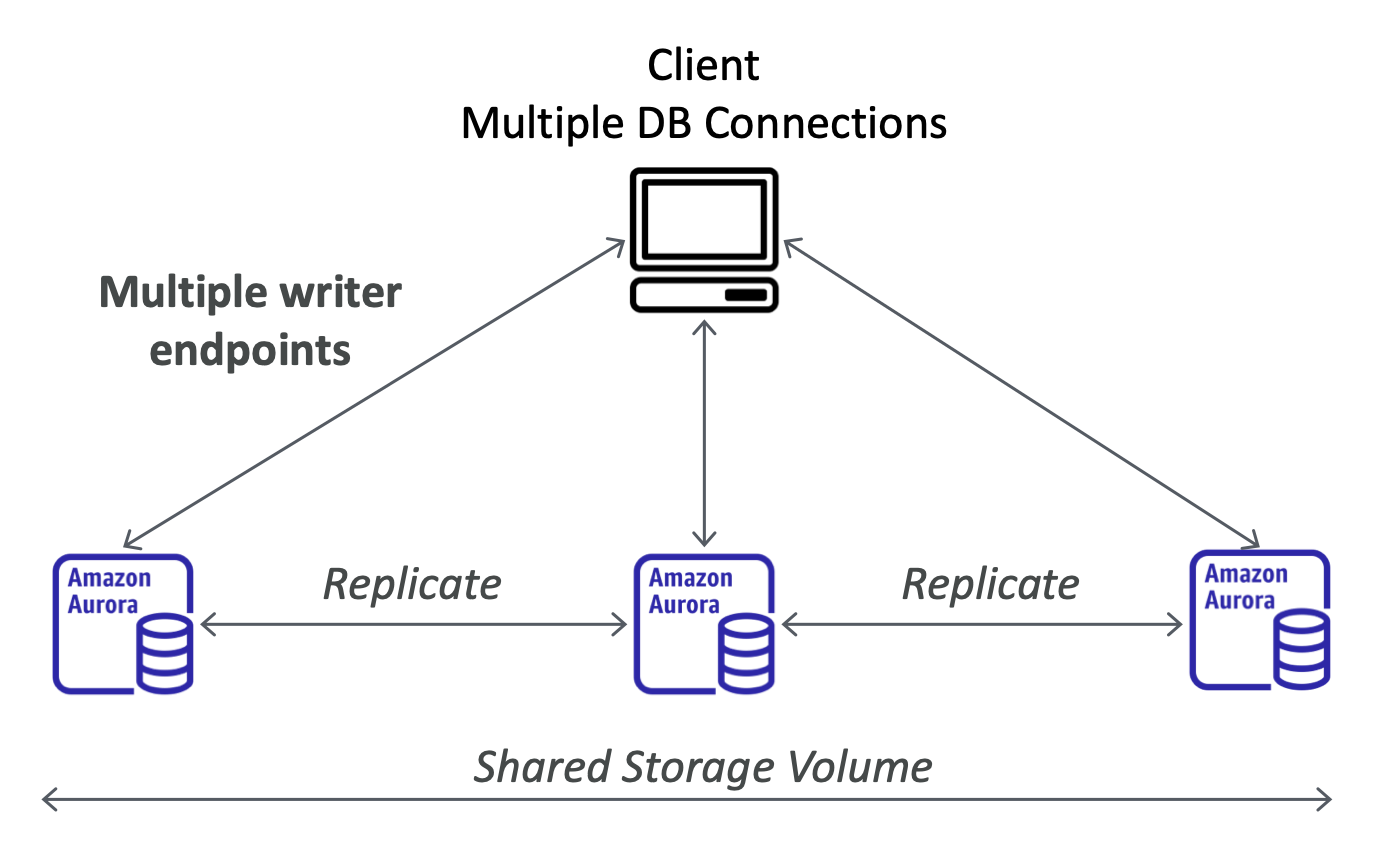 Client
Multiple DB Connections
Multiple writer
endpoints
Amazon
Aurora
Replicate
Amazon
Aurora
Replicate
Amazon
Aurora
Shared Storage Volume